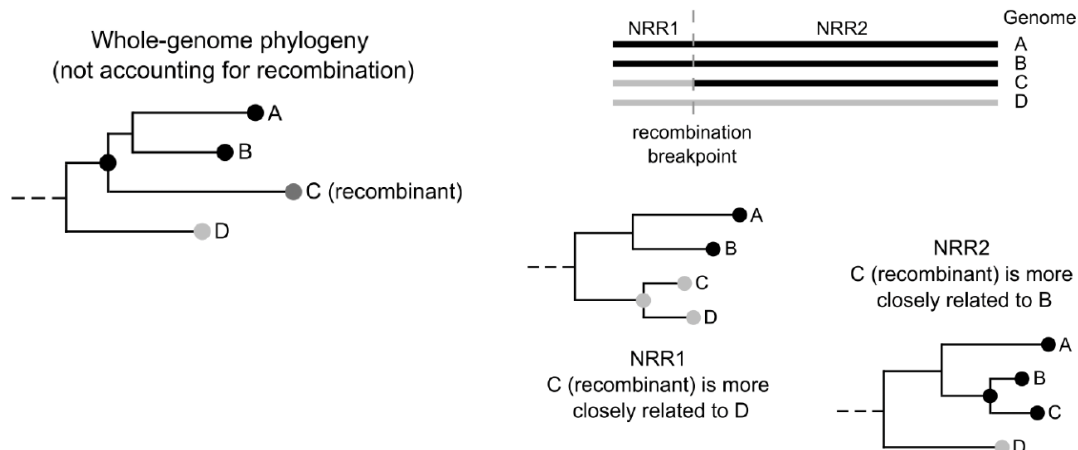 Whole-genome phylogeny
(not accounting for recombination)
A
B
C (recombinant)
D
NRR1 NRR2 Genome
A
B
C
D
recombination
breakpoint
A
B
C
D
NRR1
C (recombinant) is more
closely related to D
NRR2
C (recombinant) is more
closely related to B
A
B
C
D